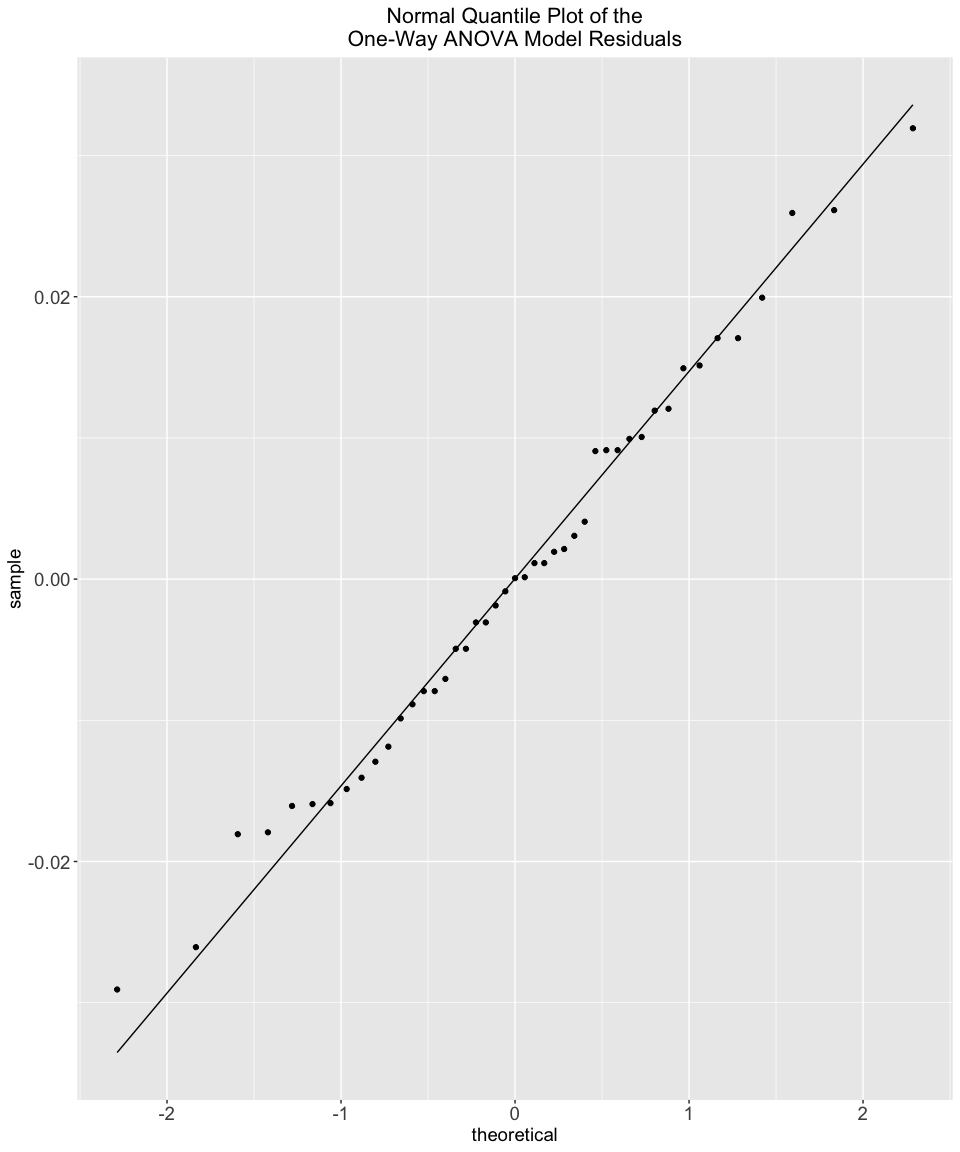 Normal Quantile Plot of the
One-Way ANOVA Model Residuals
0.02
0.00
-0.02
sample
-2 -1 0 1 2
theoretical